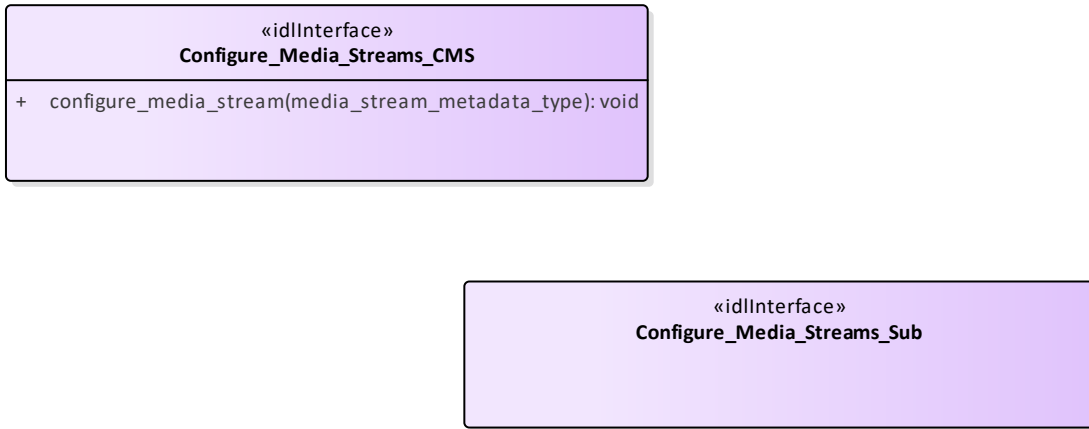 «idlInterface»
Configure_Media_Streams_CMS
+ configure_media_stream(media_stream_metadata_type): void
«idlInterface»
Configure_Media_Streams_Sub